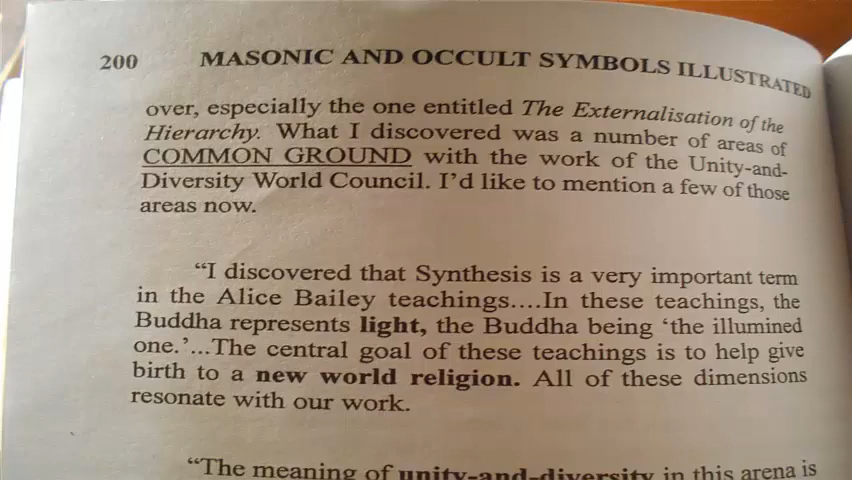 200 MASONIC AND OCCULT SYMBOLS ILLUSTRATED
over, especially the one entitled The Externalisation of the
Hierarchy. What I discovered was a number of areas of
COMMON GROUND with the work of the Unity-and-
Diversity World Council. I'd like to mention a few of those
areas now.
“I discovered that Synthesis is a very important term
in the Alice Bailey teachings....In these teachings, the
Buddha represents light, the Buddha being ‘the illumined
one.’...The central goal of these teachings is to help give
birth to a new world religion. All of these dimensions
resonate with our work.
“The meaning of unity-and-diversity in this arena is